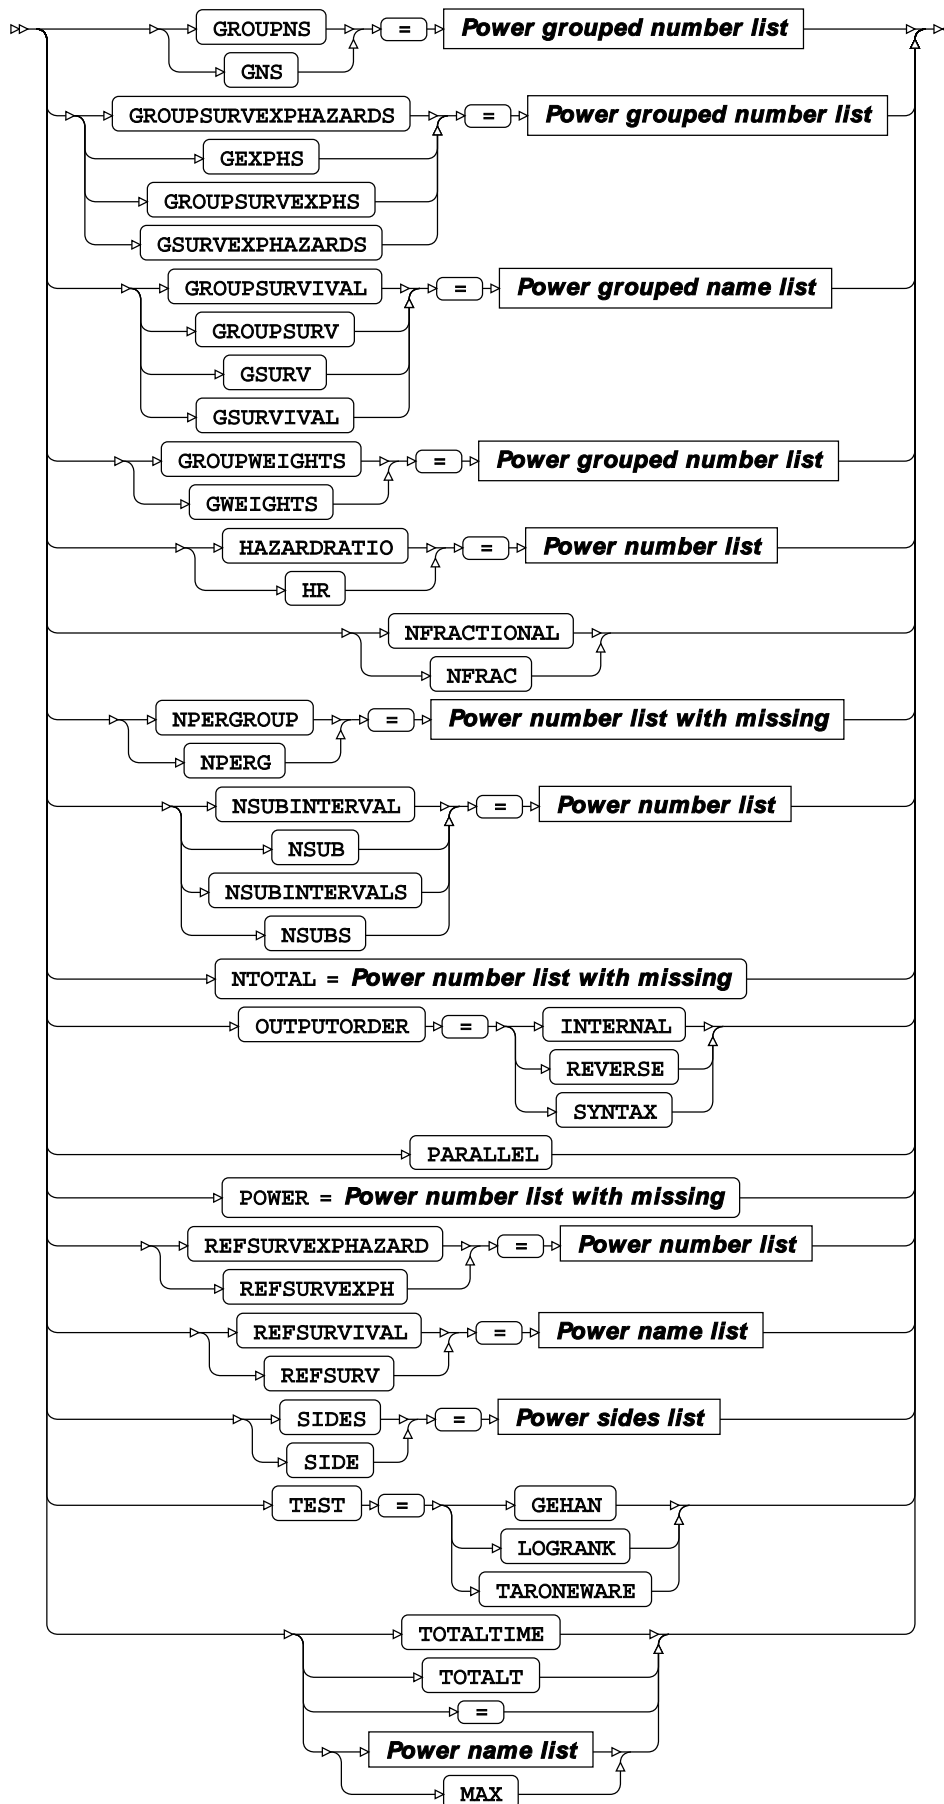 GROUPNS = Power grouped number list
GNS
GROUPSURVEXPHAZARDS = Power grouped number list
GEXPHS
GROUPSURVEXPHS
GSURVEXPHAZARDS
GROUPSURVIVAL = Power grouped name list
GROUPSURV
GSURV
GSURVIVAL
GROUPWEIGHTS = Power grouped number list
GWEIGHTS
HAZARDRATIO = Power number list
HR
NFRACTIONAL
NFRAC
NPERGROUP = Power number list with missing
NPERG
NSUBINTERVAL = Power number list
NSUB
NSUBINTERVALS
NSUBS
NTOTAL = Power number list with missing
OUTPUTORDER = INTERNAL
REVERSE
SYNTAX
PARALLEL
POWER = Power number list with missing
REFSURVEXPHAZARD = Power number list
REFSURVEXPH
REFSURVIVAL = Power name list
REFSURV
SIDES = Power sides list
SIDE
TEST = GEHAN
LOGRANK
TARONEWARE
TOTALTIME
TOTALT
=
Power name list
MAX